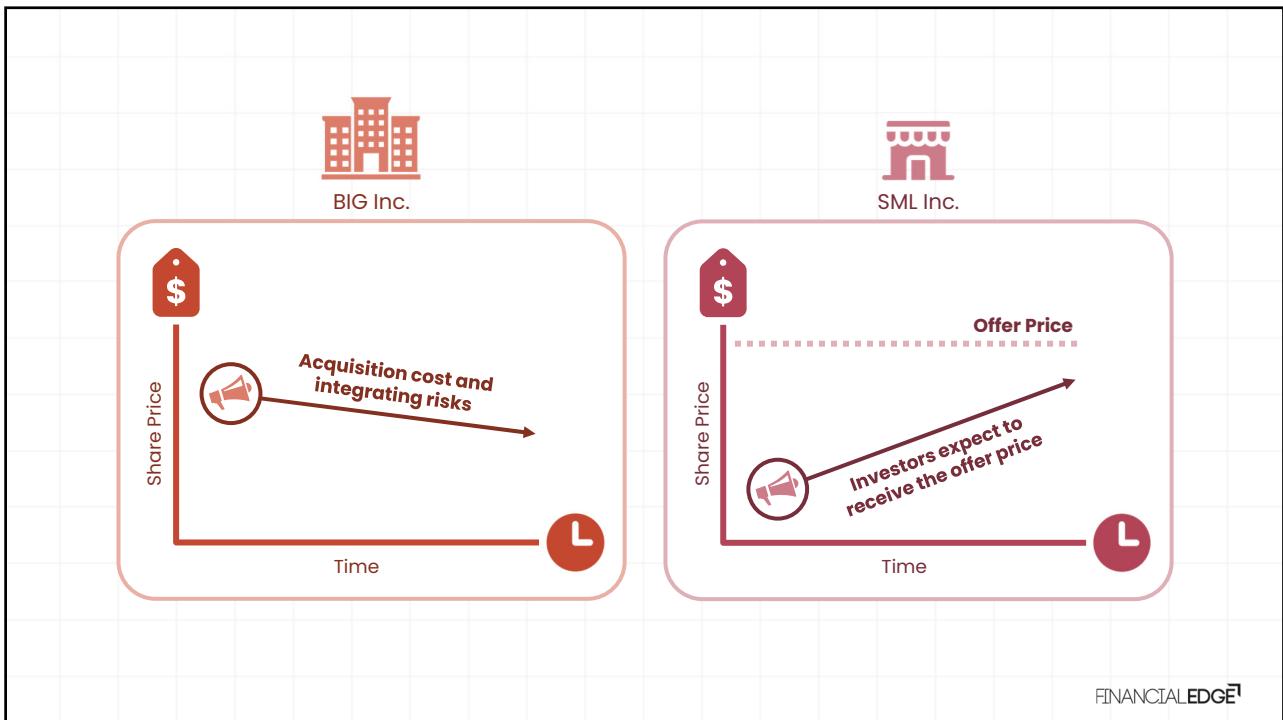 BIG Inc.
$
Share Price
Acquisition cost and
integrating risks
Time
SML Inc.
$
Share Price
Offer Price
Investors expect to
receive the offer price
Time
FINANCIALEDGE